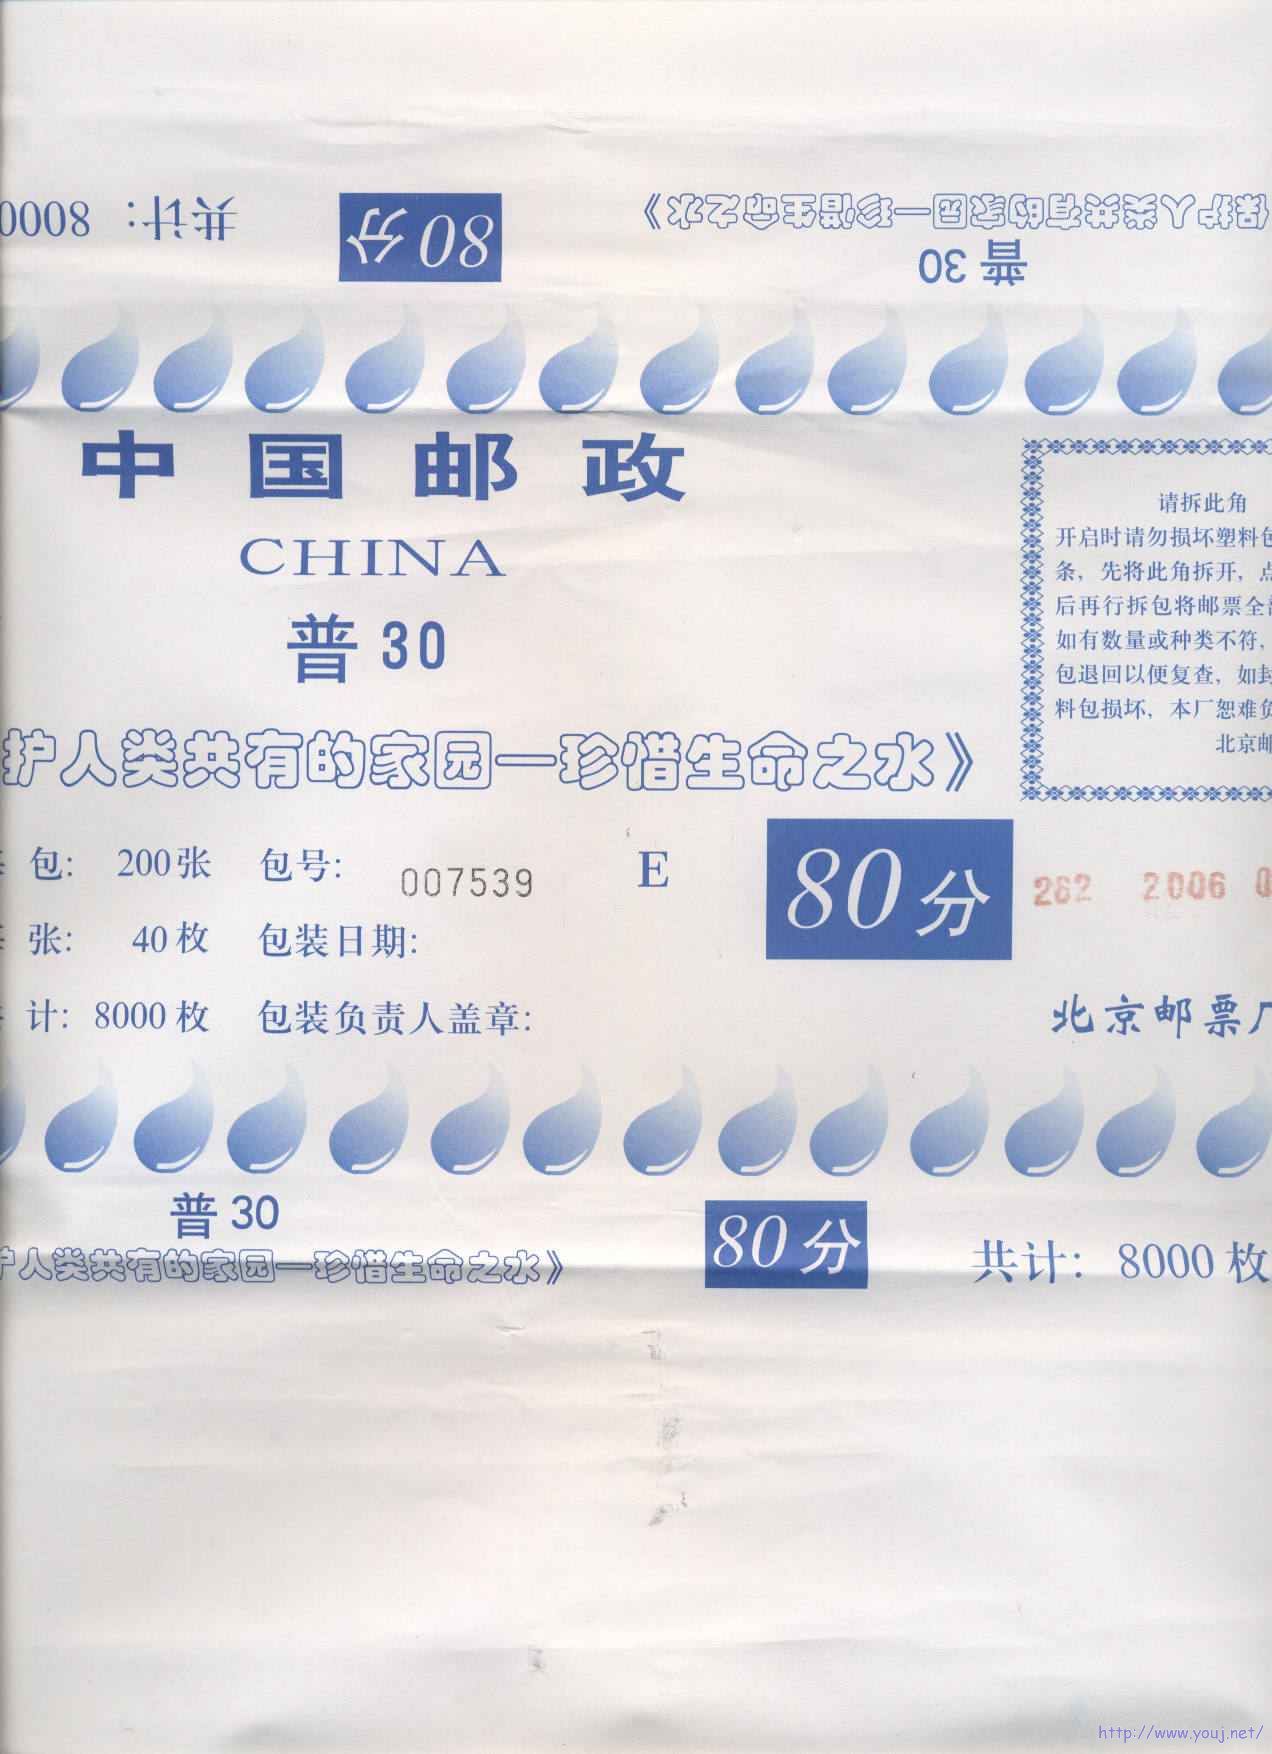 共计：8000
80分
保护人类共有的家园—珍惜生命之水》
普30
中国邮政
CHINA
普30
护人类共有的家园—珍惜生命之水》
请拆此角
开启时请勿损坏塑料包
条，先将此角拆开，点
后再行拆包将邮票全部
如有数量或种类不符，
包退回以便复查，如封
料包损坏，本厂恕难负
北京邮
包： 200张 包号： 007539 E
80分
282 2006 0
张： 40枚 包装日期：
计：8000枚 包装负责人盖章：
北京邮票厂
普30
护人类共有的家园—珍惜生命之水》
80分
共计：8000枚
http://www.youj.net/